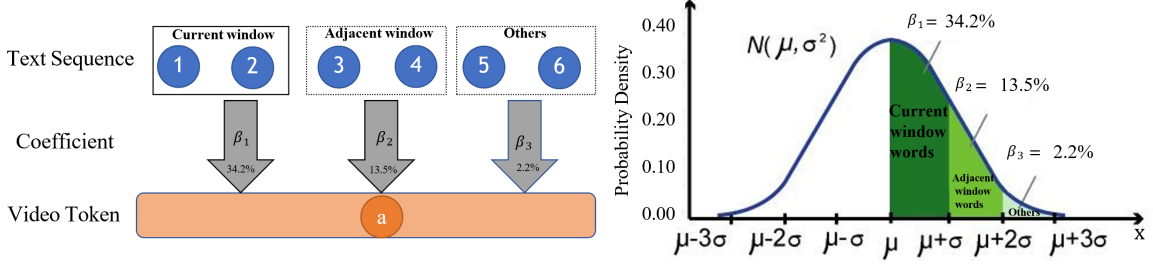 Current window
Adjacent window
Others
Text Sequence
1
2
3
4
5
6
Coefficient
β1
34.2%
β2
13.5%
β3
2.2%
Video Token
a
Probability Density
0.40
0.30
0.20
0.10
0.00
N(μ,σ²)
β1 = 34.2%
β2 = 13.5%
β3 = 2.2%
Current
window
words
Adjacent
window
words
Others
μ-3σ
μ-2σ
μ-σ
μ
μ+σ
μ+2σ
μ+3σ
x